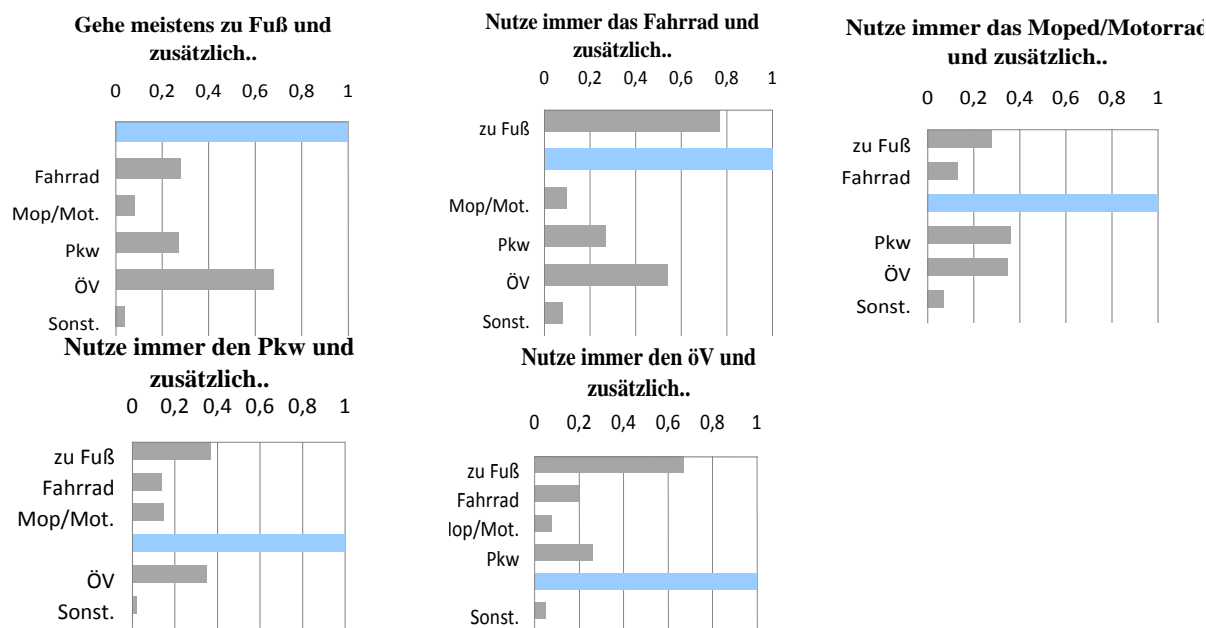 Gehe meistens zu Fuß und
zusätzlich..
0 0,2 0,4 0,6 0,8 1
Fahrrad
Mop/Mot.
Pkw
ÖV
Sonst.
Nutze immer das Fahrrad und
zusätzlich..
0 0,2 0,4 0,6 0,8 1
zu Fuß
Mop/Mot.
Pkw
ÖV
Sonst.
Nutze immer das Moped/Motorrad
und zusätzlich..
0 0,2 0,4 0,6 0,8 1
zu Fuß
Fahrrad
Pkw
ÖV
Sonst.
Nutze immer den Pkw und
zusätzlich..
0 0,2 0,4 0,6 0,8 1
zu Fuß
Fahrrad
Mop/Mot.
ÖV
Sonst.
Nutze immer den öV und
zusätzlich..
0 0,2 0,4 0,6 0,8 1
zu Fuß
Fahrrad
lop/Mot.
Pkw
Sonst.